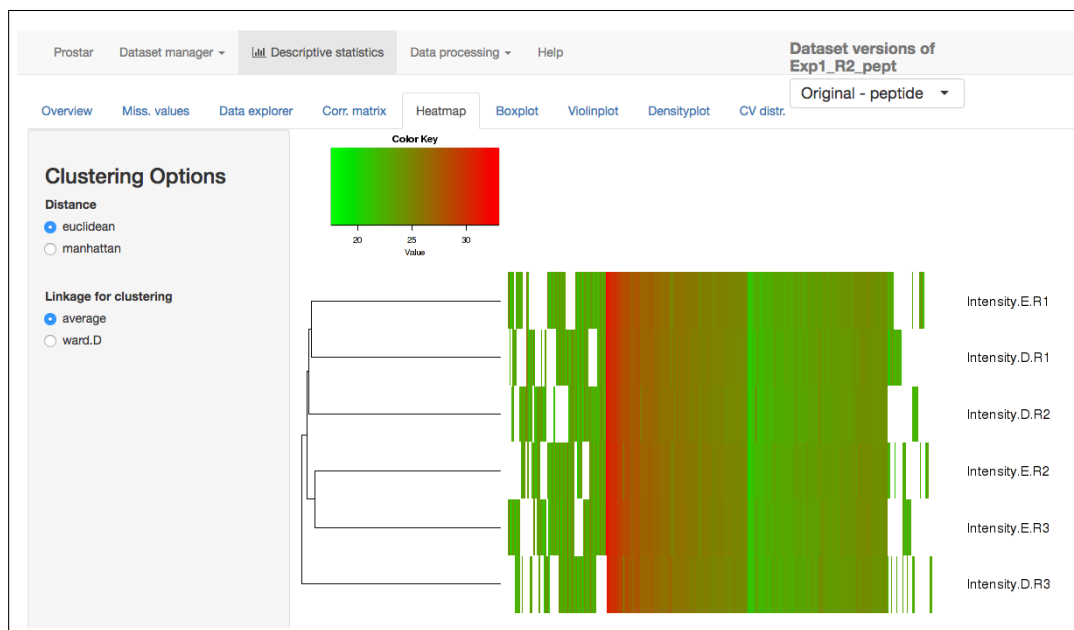 Prostar Dataset manager Descriptive statistics Data processing Help
Dataset versions of
Exp1_R2_pept
Original - peptide
Overview Miss. values Data explorer Corr. matrix Heatmap Boxplot Violinplot Densityplot CV distr.
Clustering Options
Distance
euclidean
manhattan
Linkage for clustering
average
ward.D
Color Key
20 25 30
Value
Intensity.E.R1
Intensity.D.R1
Intensity.D.R2
Intensity.E.R2
Intensity.E.R3
Intensity.D.R3